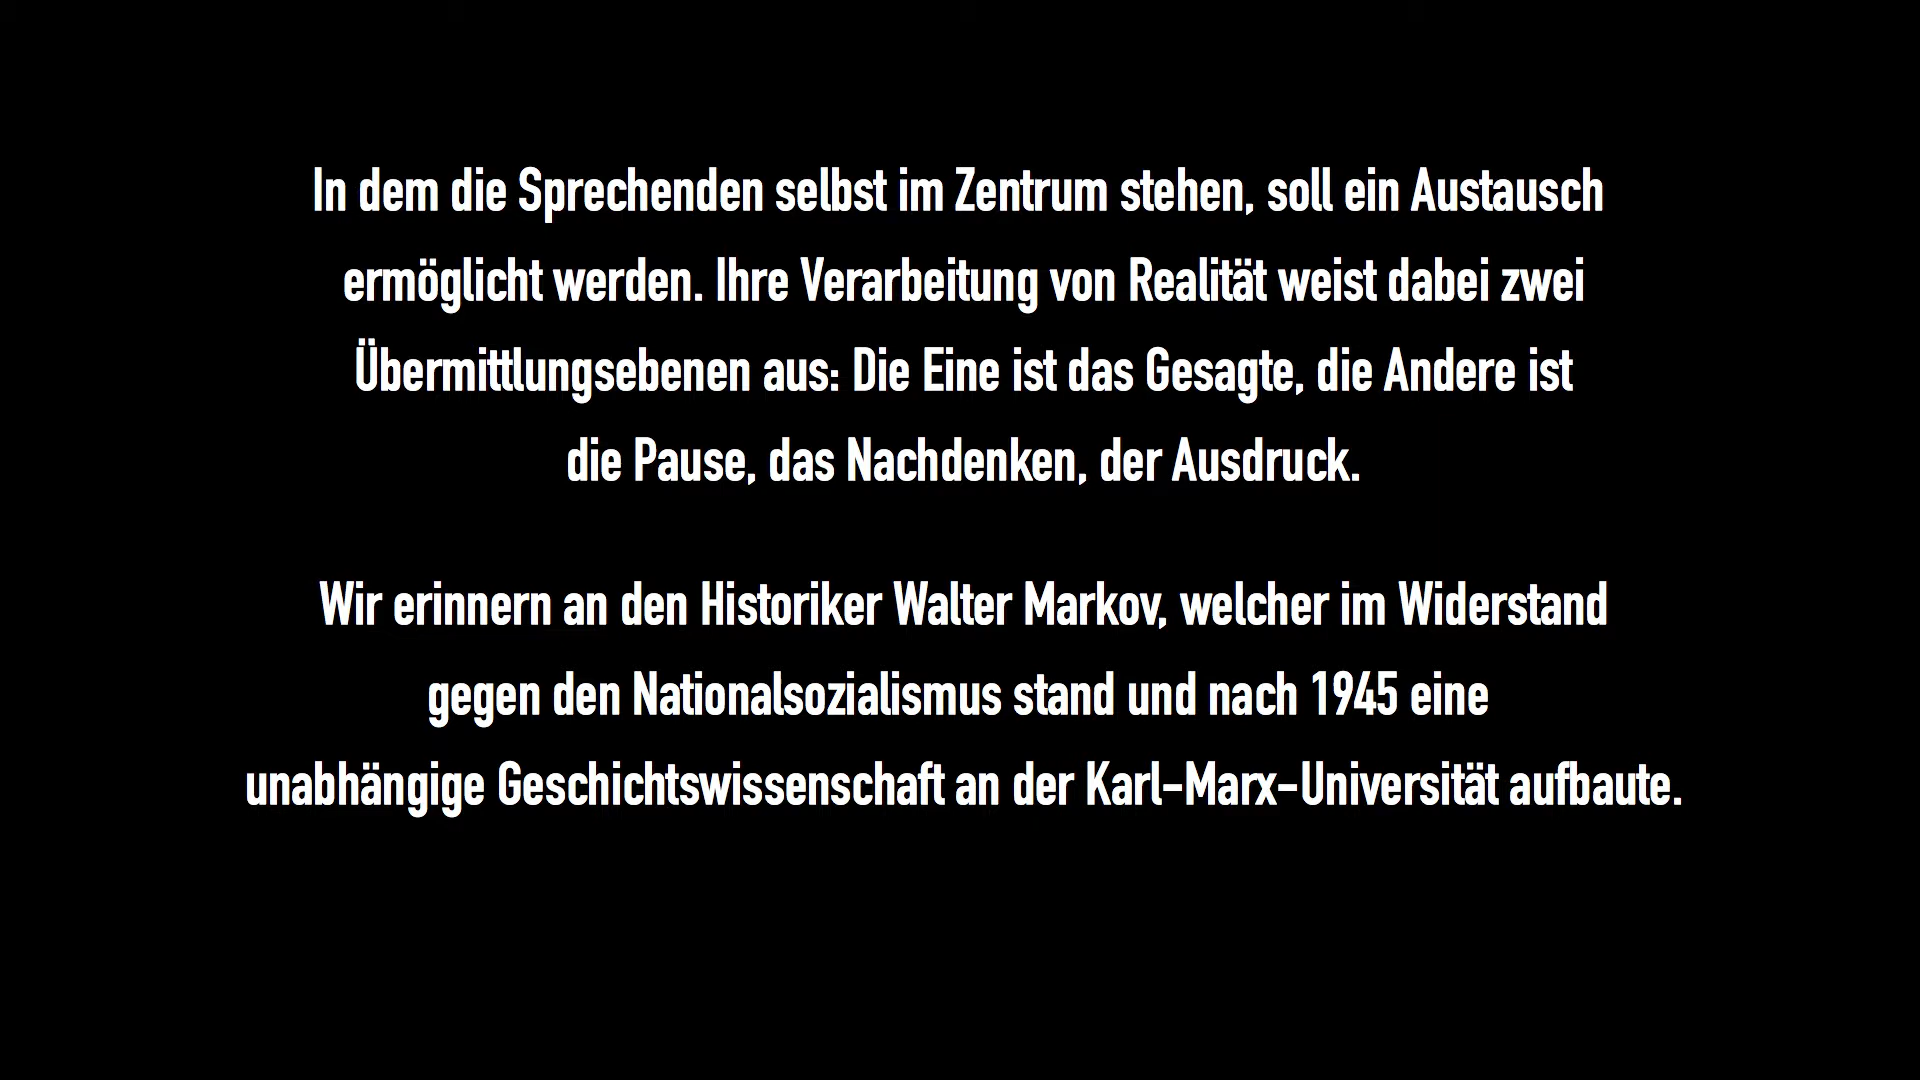 In dem die Sprechenden selbst im Zentrum stehen, soll ein Austausch
ermöglicht werden. Ihre Verarbeitung von Realität weist dabei zwei
Übermittlungsebenen aus: Die Eine ist das Gesagte, die Andere ist
die Pause, das Nachdenken, der Ausdruck.
Wir erinnern an den Historiker Walter Markov, welcher im Widerstand
gegen den Nationalsozialismus stand und nach 1945 eine
unabhängige Geschichtswissenschaft an der Karl-Marx-Universität aufbaute.